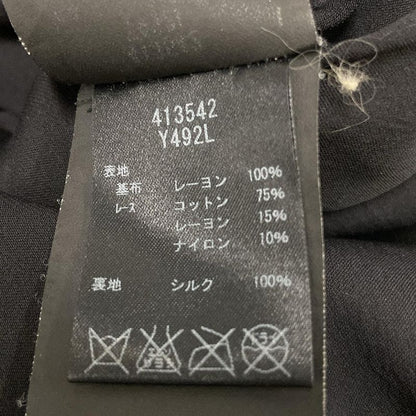 413542
Y492L
表地
基布 レーヨン 100%
レース コットン 75%
レーヨン 15%
ナイロン 10%
裏地 シルク 100%